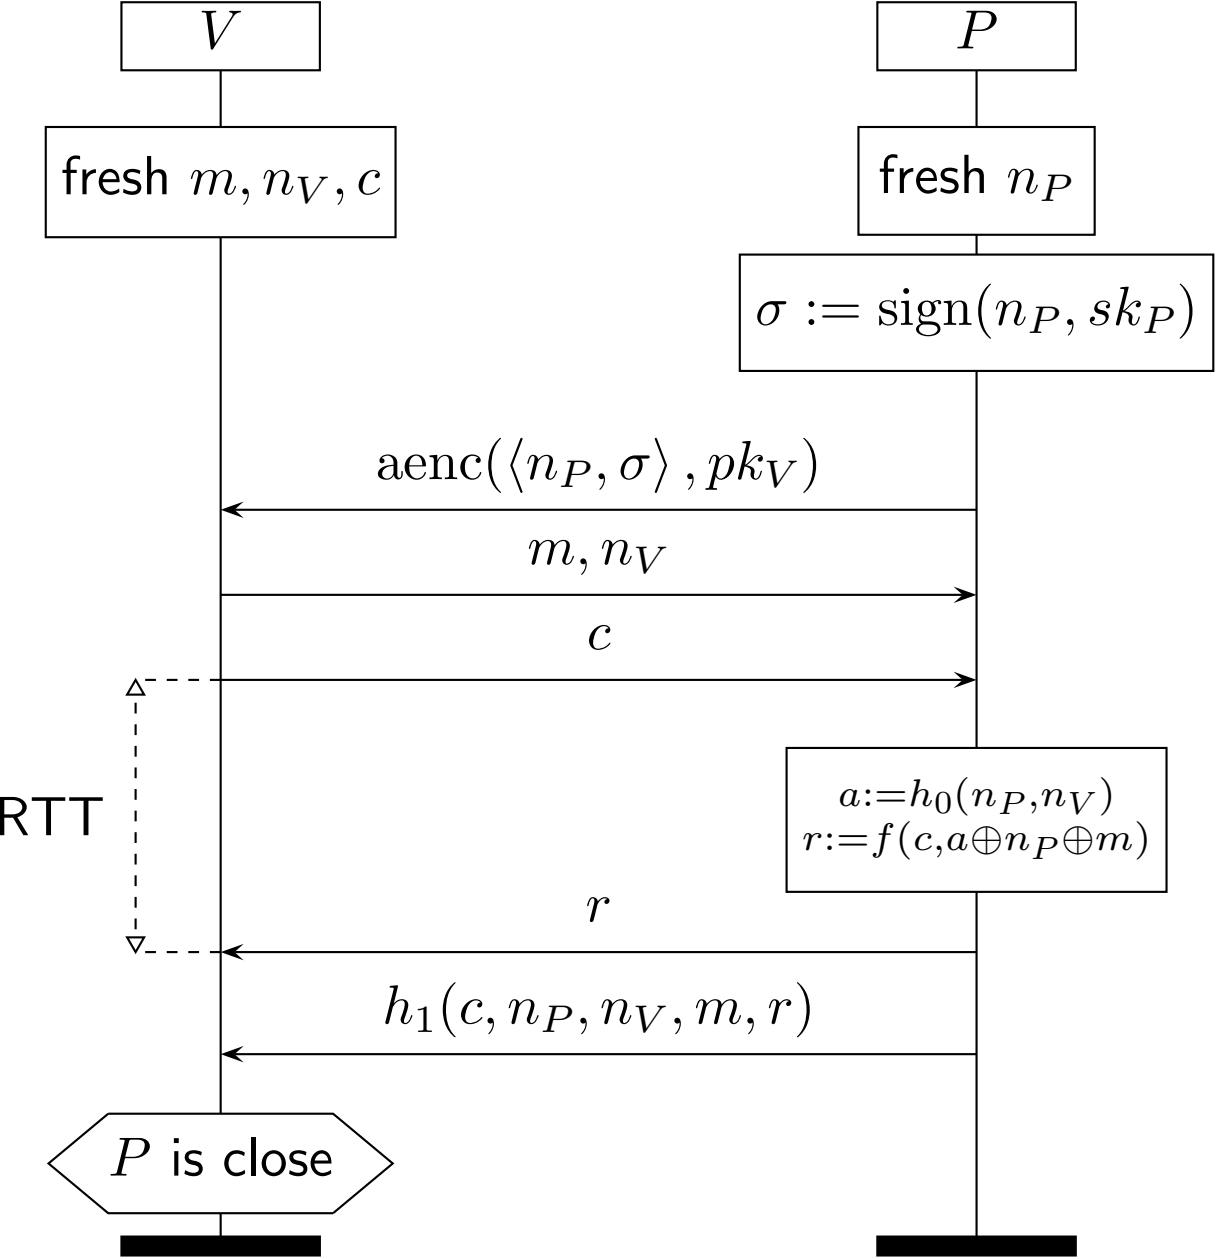 V
P
fresh m, n_V, c
fresh n_P
σ := sign(n_P, sk_P)
aenc(⟨n_P, σ⟩, pk_V)
m, n_V
c
a:=h_0(n_P,n_V)
RTT
r:=f(c,a⊕n_P⊕m)
r
h_1(c, n_P, n_V, m, r)
P is close